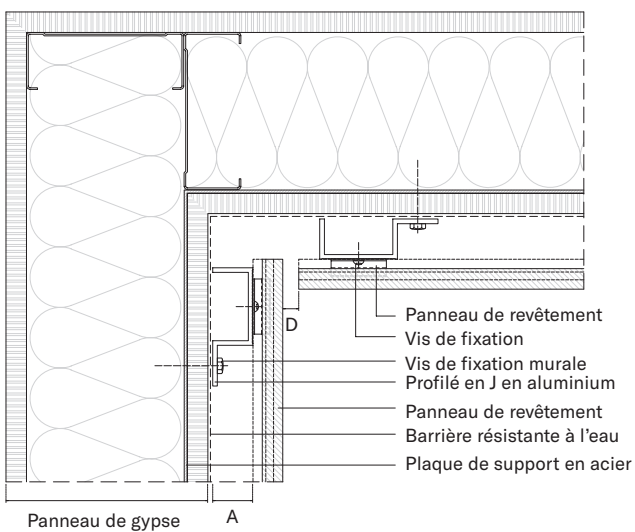 D
Panneau de revêtement
Vis de fixation
Vis de fixation murale
Profilé en J en aluminium
Panneau de revêtement
Barrière résistante à l'eau
Plaque de support en acier
Panneau de gypse
A